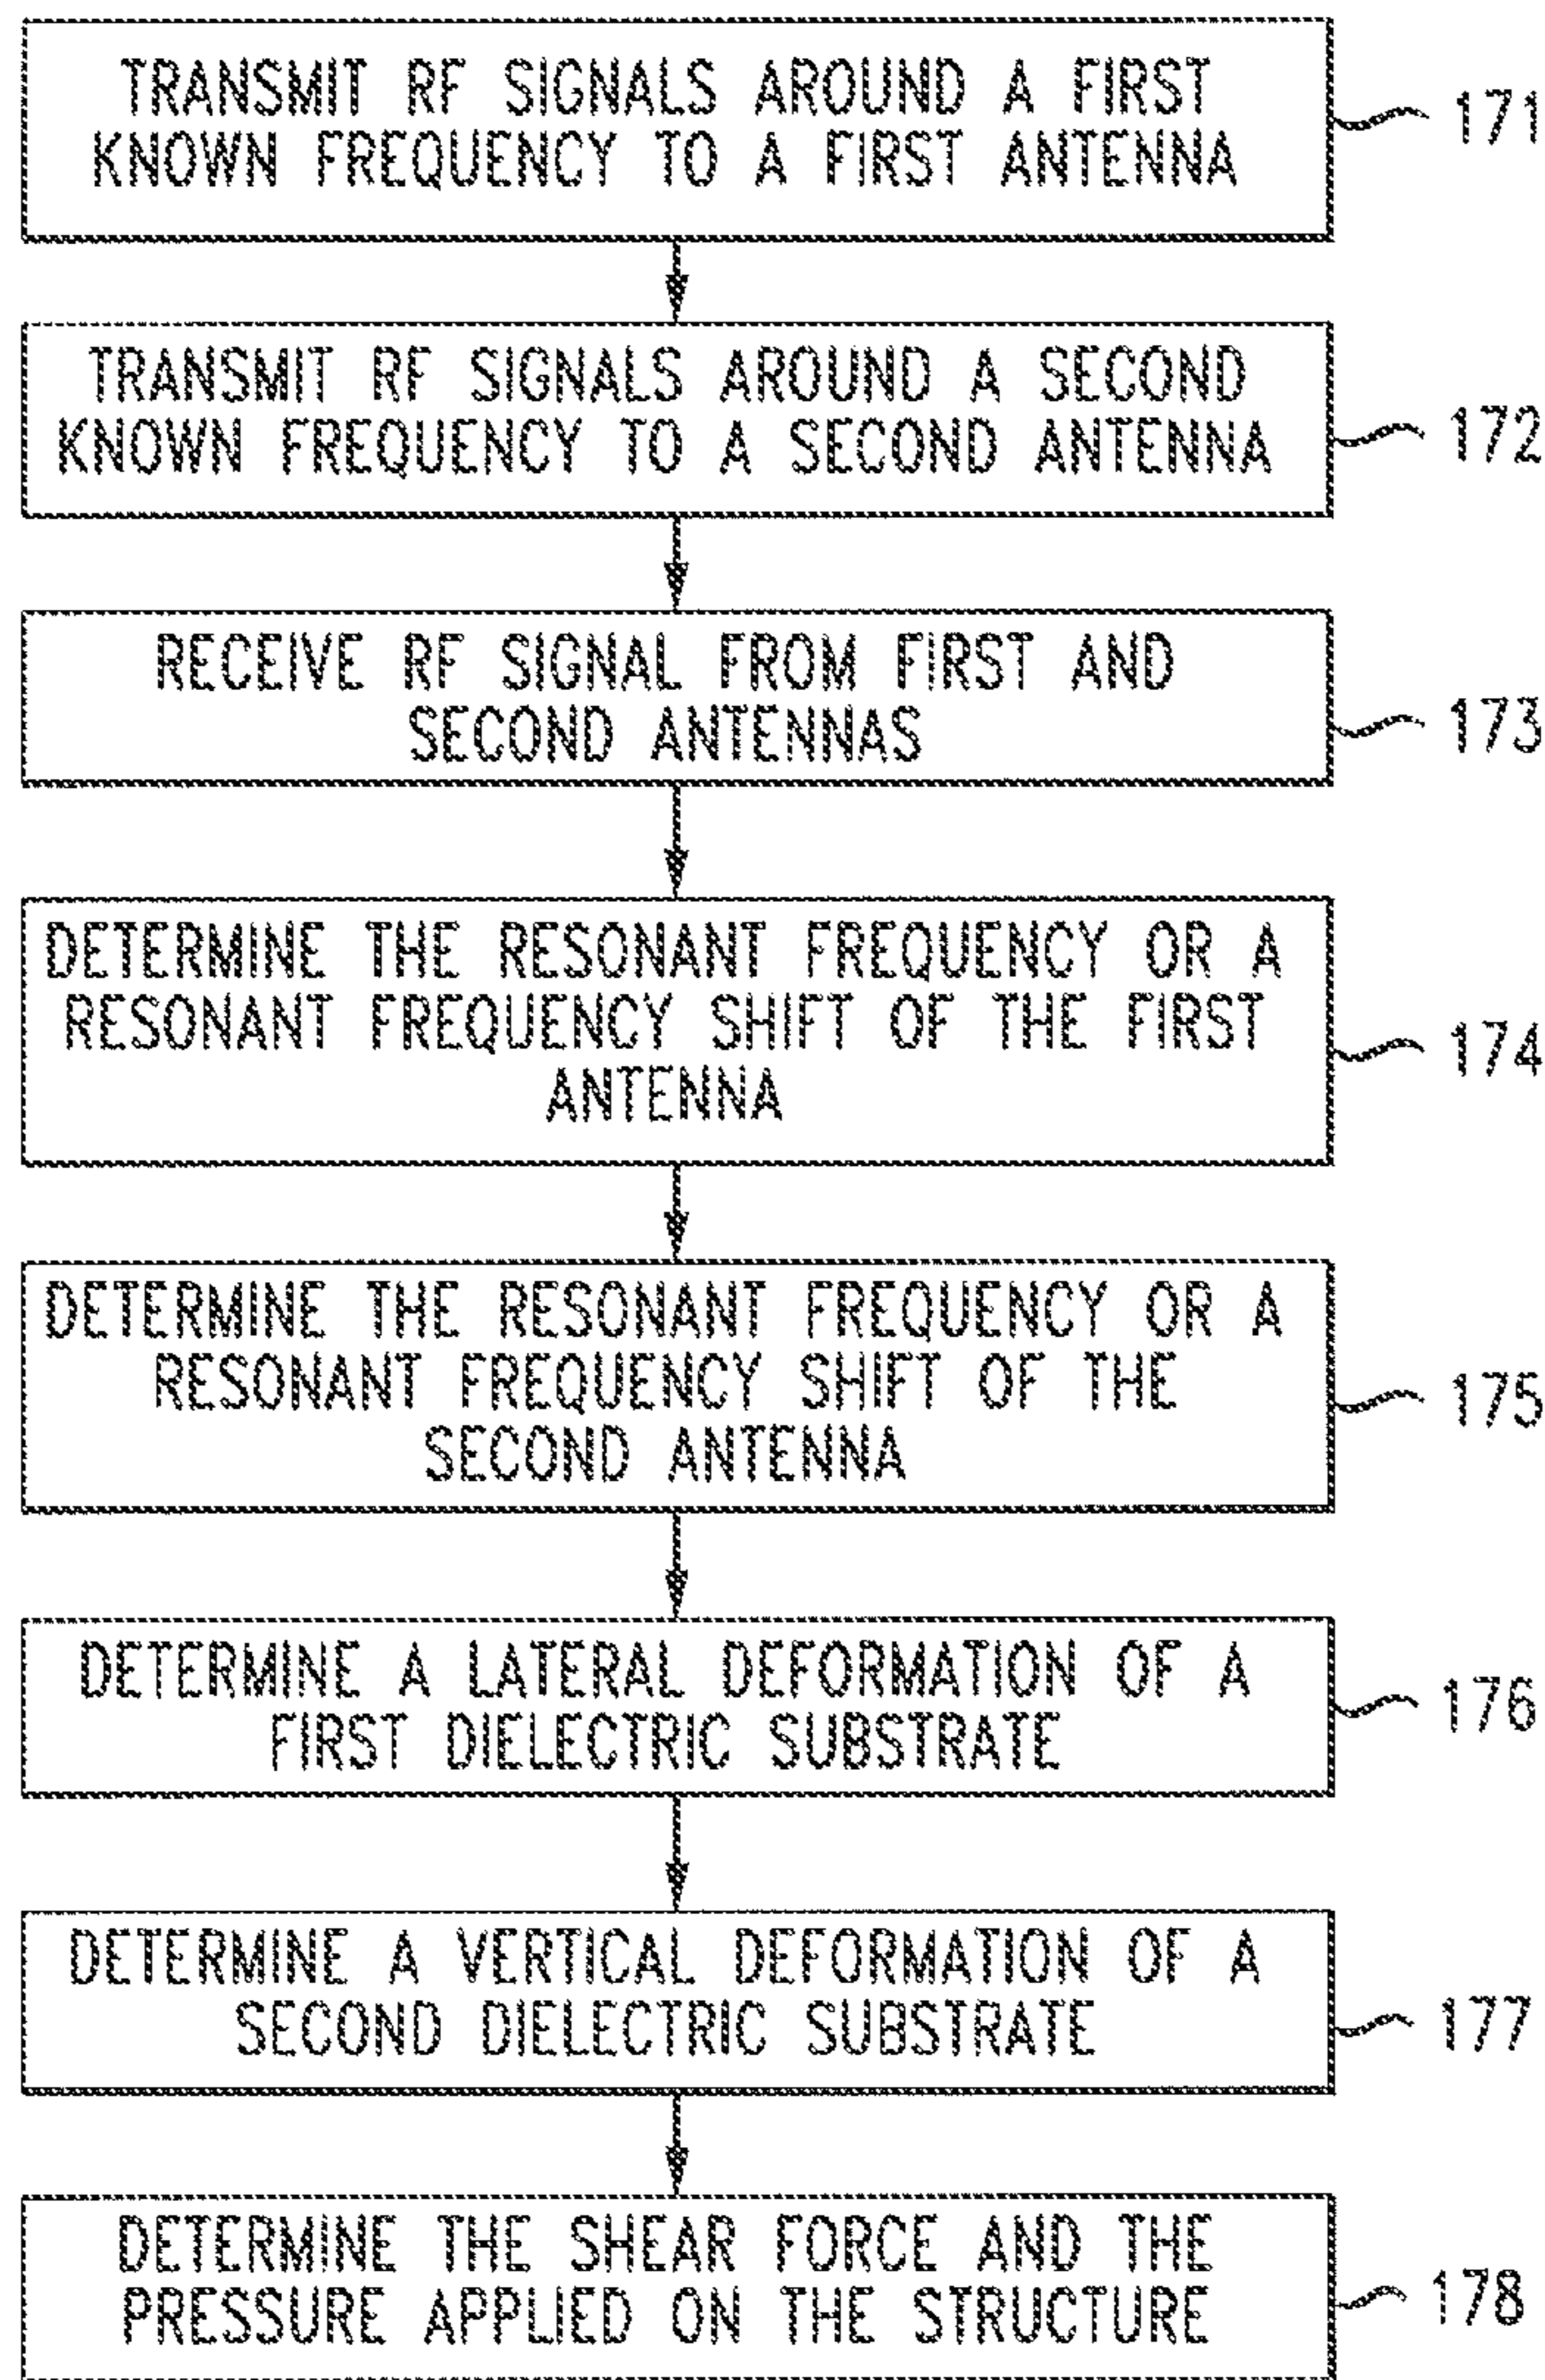 TRANSMIT RF SIGNALS AROUND A FIRST
KNOWN FREQUENCY TO A FIRST ANTENNA
171
TRANSMIT RF SIGNALS AROUND A SECOND
KNOWN FREQUENCY TO A SECOND ANTENNA
172
RECEIVE RF SIGNAL FROM FIRST AND
SECOND ANTENNAS
173
DETERMINE THE RESONANT FREQUENCY OR A
RESONANT FREQUENCY SHIFT OF THE FIRST
ANTENNA
174
DETERMINE THE RESONANT FREQUENCY OR A
RESONANT FREQUENCY SHIFT OF THE
SECOND ANTENNA
175
DETERMINE A LATERAL DEFORMATION OF A
FIRST DIELECTRIC SUBSTRATE
176
DETERMINE A VERTICAL DEFORMATION OF A
SECOND DIELECTRIC SUBSTRATE
177
DETERMINE THE SHEAR FORCE AND THE
PRESSURE APPLIED ON THE STRUCTURE
178